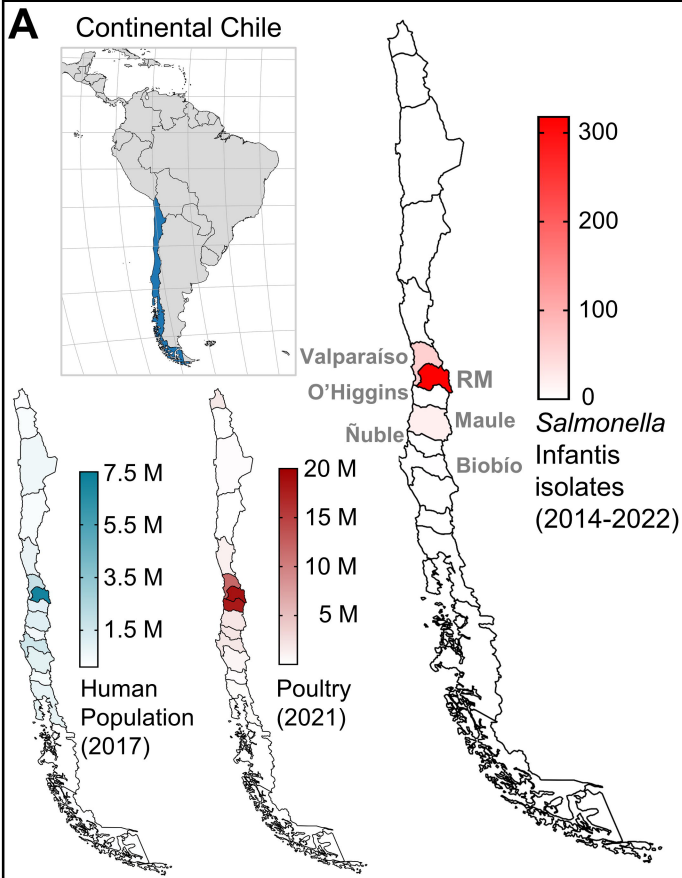 A
Continental Chile
300
200
100
0
Valparaíso
RM
O'Higgins
Maule
Ñuble
Biobío
Salmonella
Infantis
isolates
(2014-2022)
7.5 M
5.5 M
3.5 M
1.5 M
Human
Population
(2017)
20 M
15 M
10 M
5 M
Poultry
(2021)